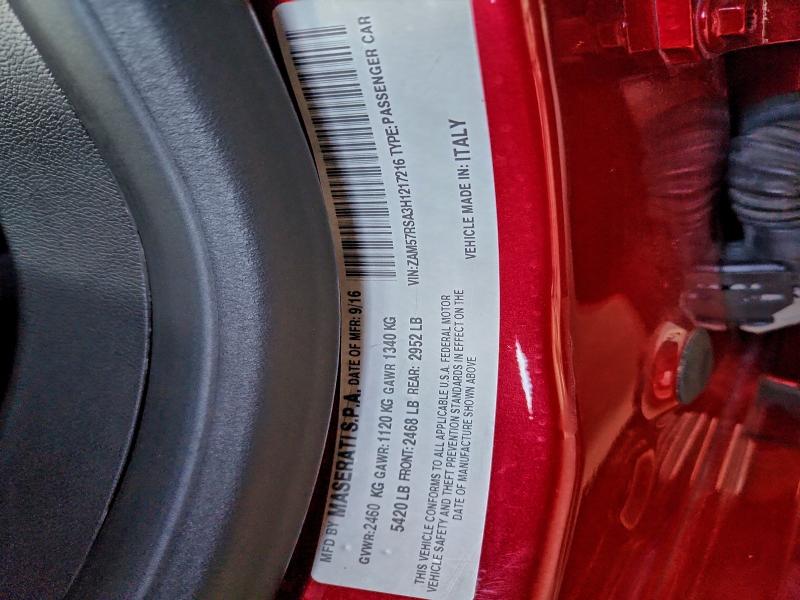 MFD BY MASERATI S.P.A. DATE OF MFR: 9/16
GVWR:2460 KG GAWR:1120 KG GAWR 1340 KG
5420 LB FRONT:2468 LB REAR: 2952 LB
VIN:ZAM57RSA3H1217216 TYPE:PASSENGER CAR
THIS VEHICLE CONFORMS TO ALL APPLICABLE U.S.A. FEDERAL MOTOR
VEHICLE SAFETY AND THEFT PREVENTION STANDARDS IN EFFECT ON THE
DATE OF MANUFACTURE SHOWN ABOVE
VEHICLE MADE IN: ITALY